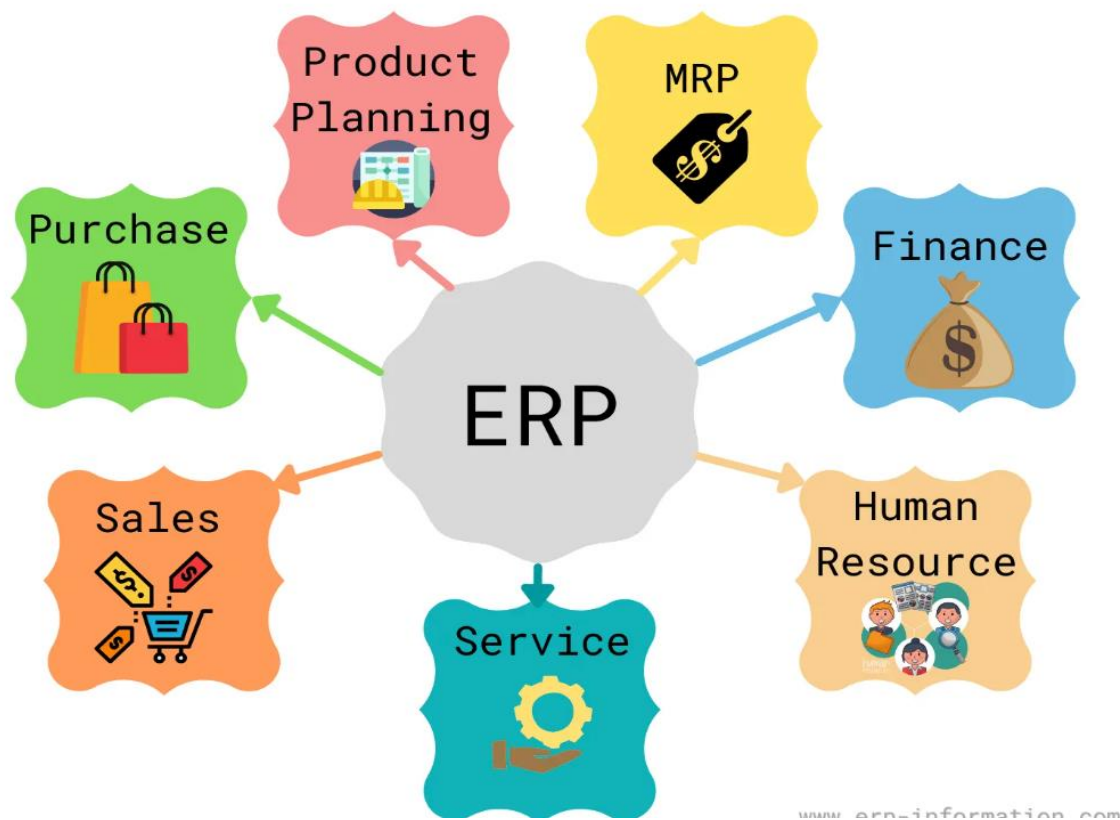 Product
Planning
MRP
Purchase
Finance
ERP
Sales
Human
Resource
Service
www.erp-information.com